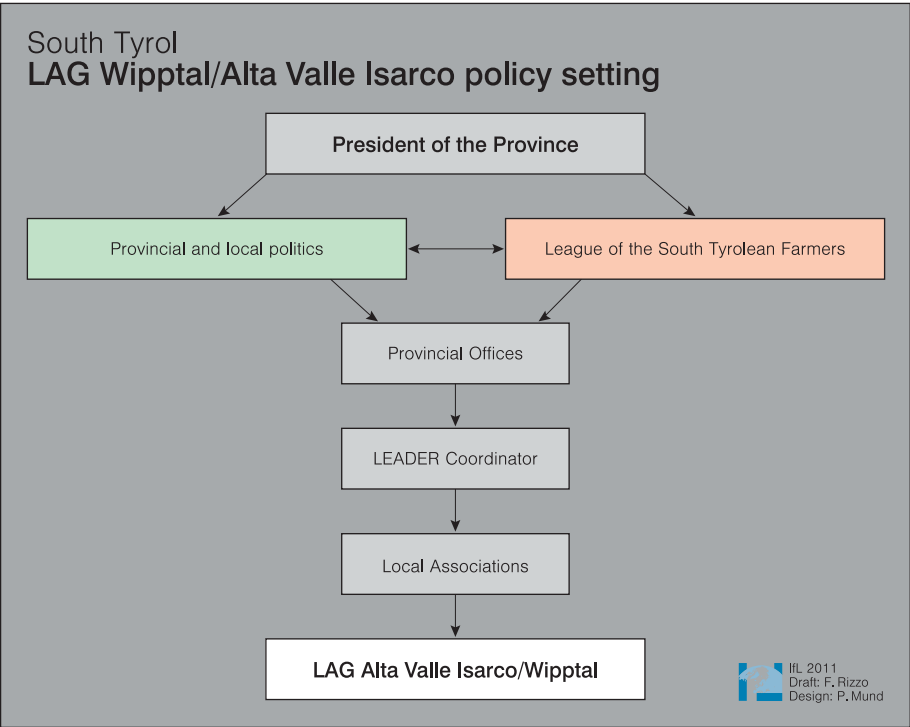 South Tyrol
LAG Wipptal/Alta Valle Isarco policy setting
President of the Province
Provincial and local politics
League of the South Tyrolean Farmers
Provincial Offices
LEADER Coordinator
Local Associations
LAG Alta Valle Isarco/Wipptal
IfL 2011
Draft: F. Rizzo
Design: P. Mund